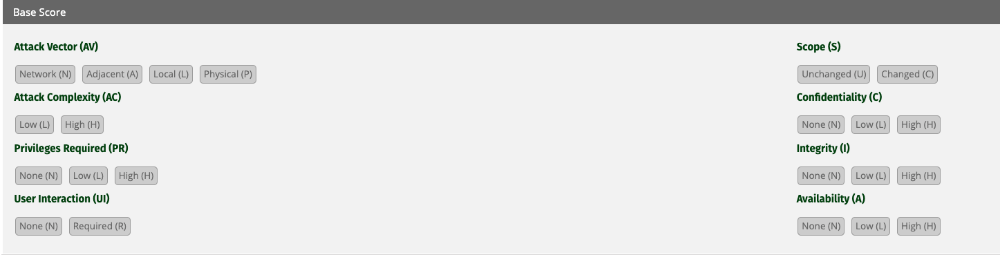 Base Score
Attack Vector (AV)
Network (N) Adjacent (A) Local (L) Physical (P)
Attack Complexity (AC)
Low (L) High (H)
Privileges Required (PR)
None (N) Low (L) High (H)
User Interaction (UI)
None (N) Required (R)
Scope (S)
Unchanged (U) Changed (C)
Confidentiality (C)
None (N) Low (L) High (H)
Integrity (I)
None (N) Low (L) High (H)
Availability (A)
None (N) Low (L) High (H)